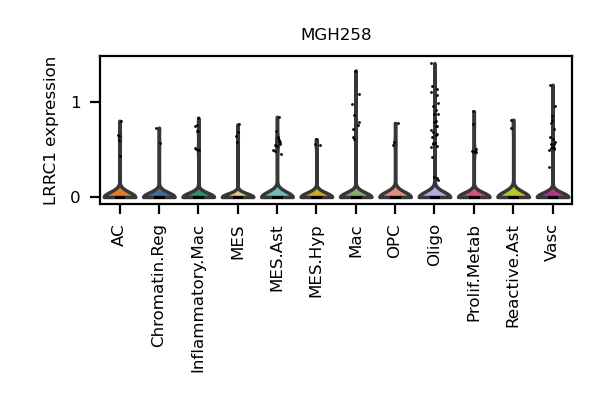 MGH258
LRRC1 expression
1
0
AC
Chromatin.Reg
Inflammatory.Mac
MES
MES.Ast
MES.Hyp
Mac
OPC
Oligo
Prolif.Metab
Reactive.Ast
Vasc